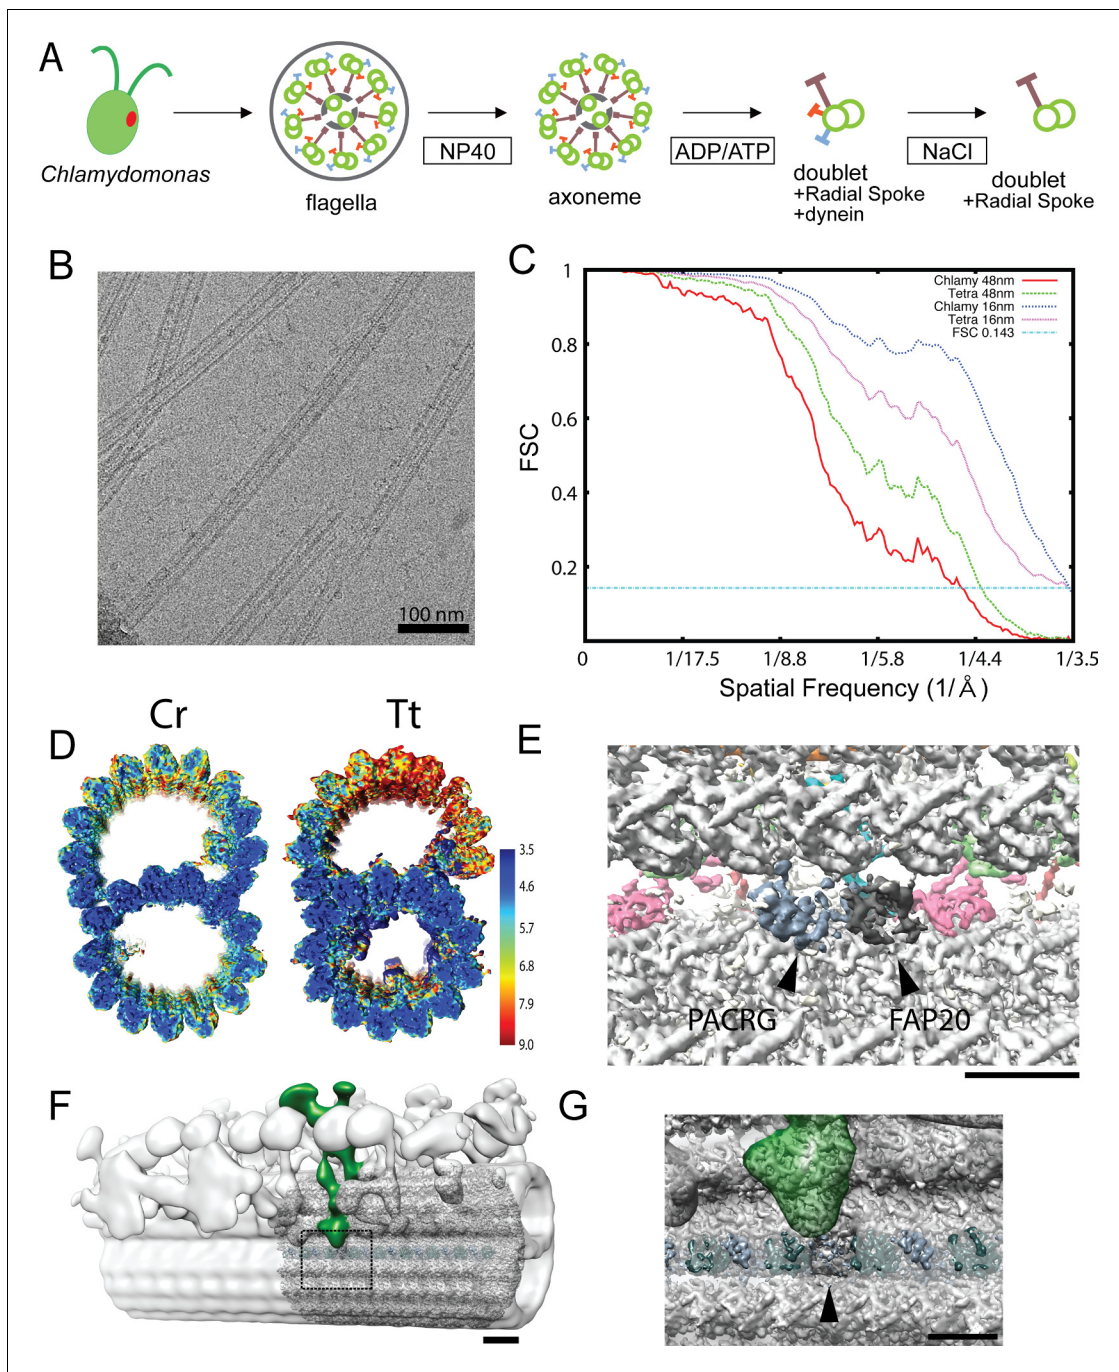 A
Chlamydomonas
flagella
NP40
axoneme
ADP/ATP
doublet
+Radial Spoke
+dynein
NaCl
doublet
+Radial Spoke
B
100 nm
C
FSC
1
0.8
0.6
0.4
0.2
Chlamy 48nm
Tetra 48nm
Chlamy 16nm
Tetra 16nm
FSC 0.143
0
1/17.5
1/8.8
1/5.8
1/4.4
1/3.5
Spatial Frequency (1/Å)
D
Cr
Tt
3.5
4.6
5.7
6.8
7.9
9.0
E
PACRG
FAP20
F
G